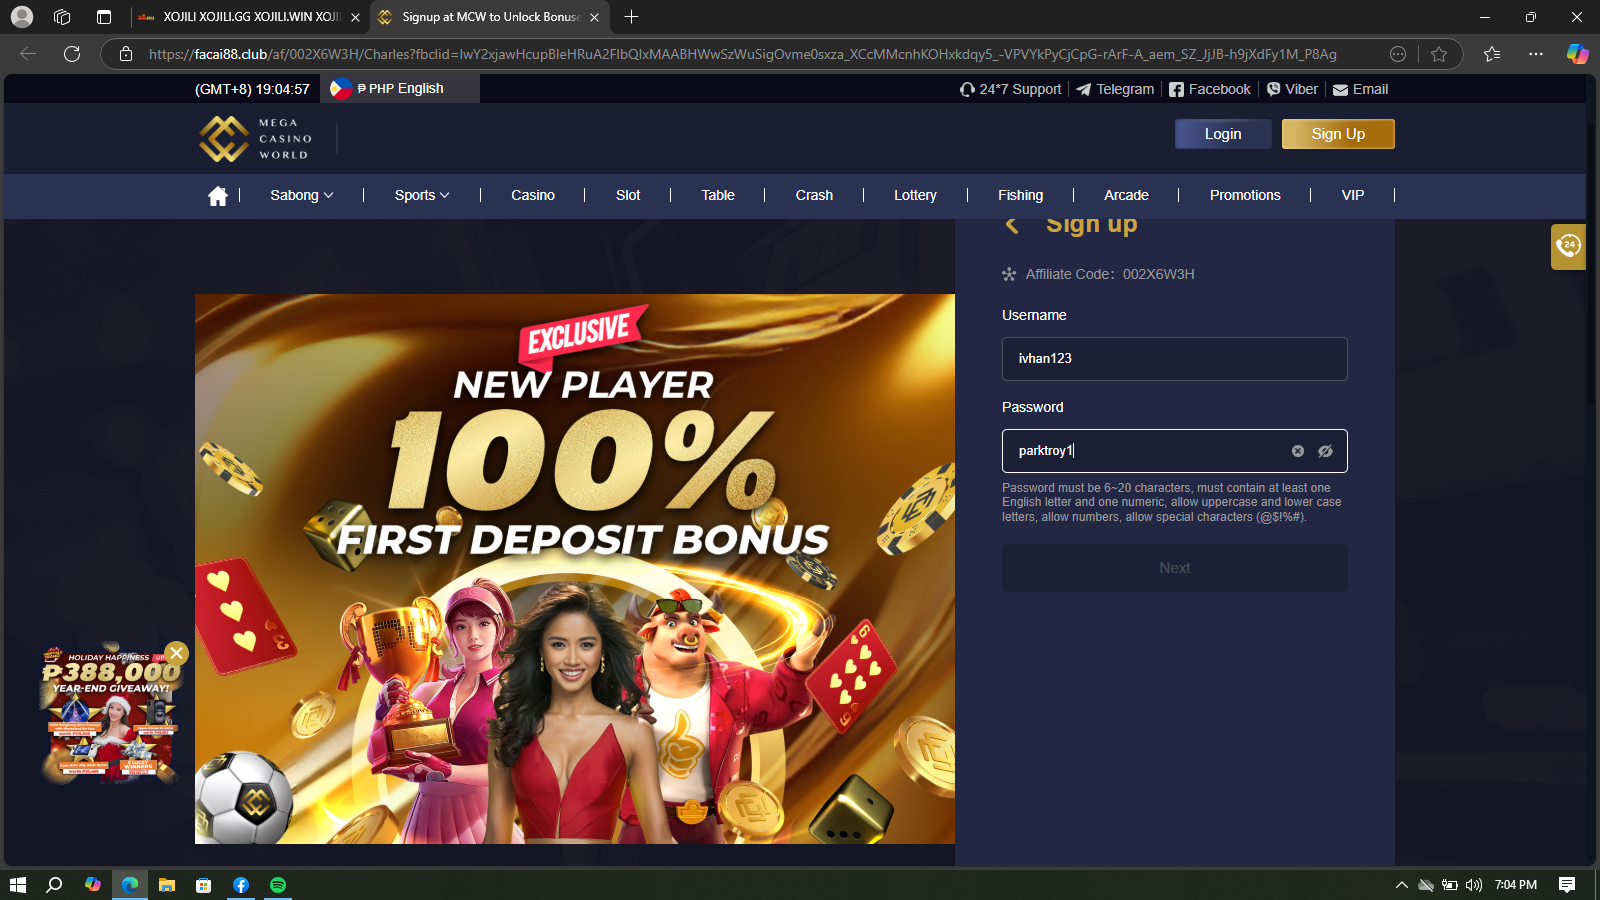 XOJILI XOJILI.GG XOJILI.WIN XOJIL
Signup at MCW to Unlock Bonuse
https://facai88.club/af/002X6W3H/Charles?fbclid=IwY2xjawHcupBleHRuA2FlbQIxMAABHWwSzWuSigOvme0sxza_XCcMMcnhKOHxkdqy5_-VPVYkPyCjCpG-rArF-A_aem_SZ_JjJB-h9jXdFy1M_P8Ag
(GMT+8) 19:04:57
₱ PHP English
24*7 Support
Telegram
Facebook
Viber
Email
MEGA
CASINO
WORLD
Login
Sign Up
Sabong
Sports
Casino
Slot
Table
Crash
Lottery
Fishing
Arcade
Promotions
VIP
Sign up
24
Affiliate Code: 002X6W3H
Username
ivhan123
Password
parktroy1
Password must be 6~20 characters, must contain at least one
English letter and one numeric, allow uppercase and lower case
letters, allow numbers, allow special characters (@$!%#).
Next
EXCLUSIVE
NEW PLAYER
100%
FIRST DEPOSIT BONUS
HOLIDAY HAPPINESS
₱388,000
YEAR-END GIVEAWAY!
7:04 PM